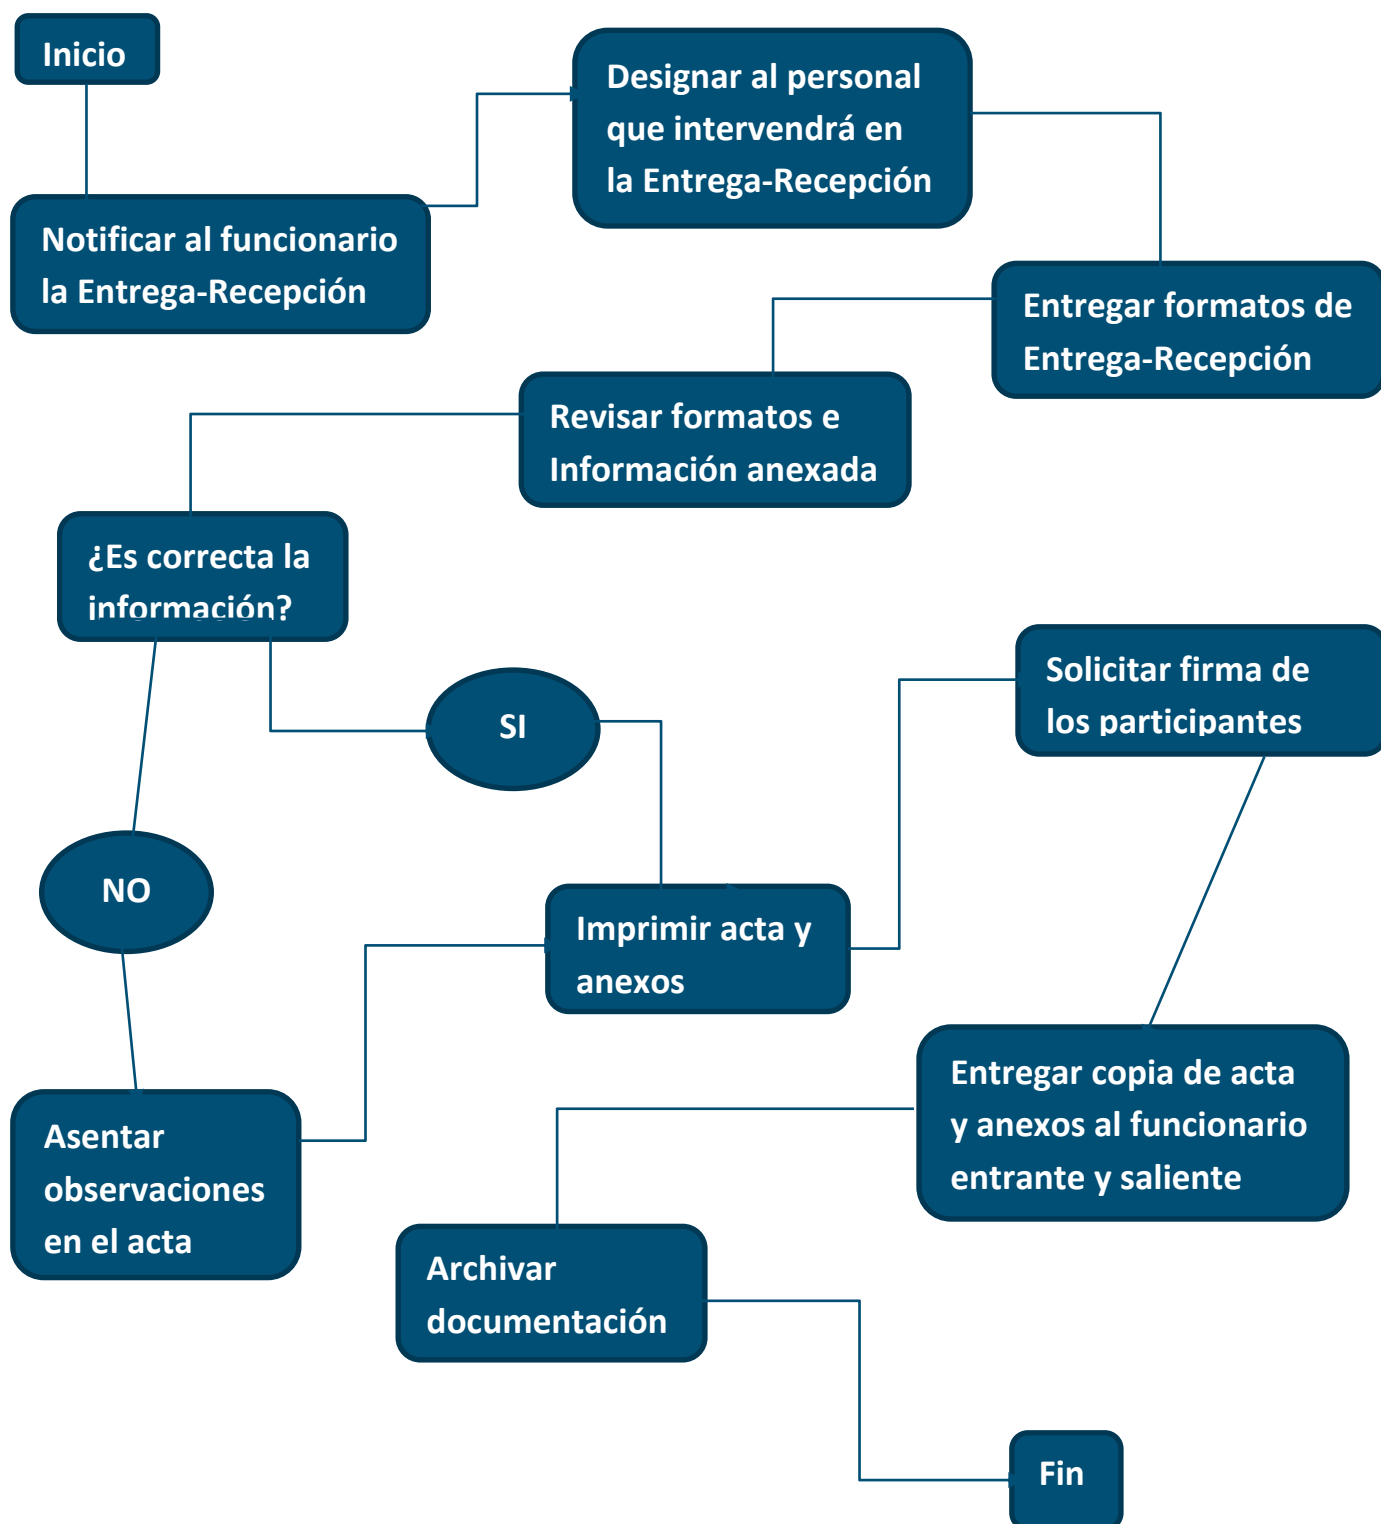 Inicio
Designar al personal
que intervendrá en
la Entrega-Recepción
Notificar al funcionario
la Entrega-Recepción
Entregar formatos de
Entrega-Recepción
Revisar formatos e
Información anexada
¿Es correcta la
información?
SI
Solicitar firma de
los participantes
NO
Imprimir acta y
anexos
Entregar copia de acta
y anexos al funcionario
entrante y saliente
Asentar
observaciones
en el acta
Archivar
documentación
Fin